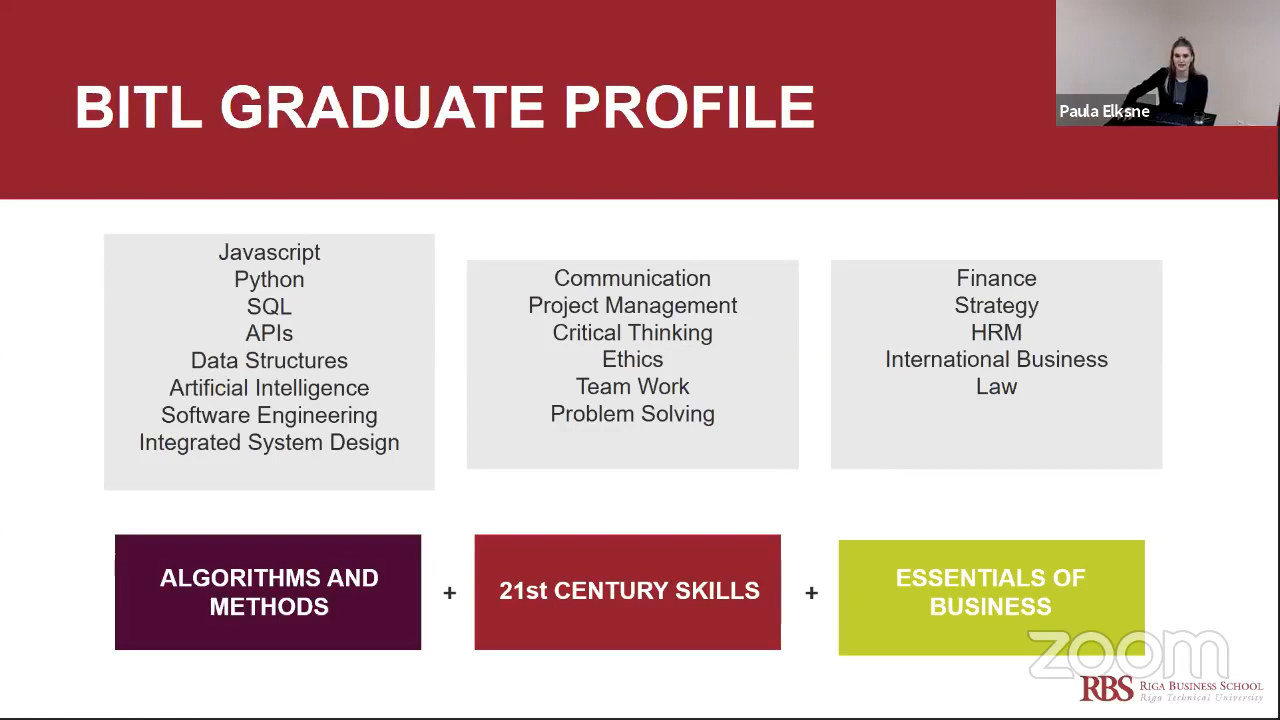 BITL GRADUATE PROFILE
Paula Elksne
Javascript
Python
SQL
APIs
Data Structures
Artificial Intelligence
Software Engineering
Integrated System Design
Communication
Project Management
Critical Thinking
Ethics
Team Work
Problem Solving
Finance
Strategy
HRM
International Business
Law
ALGORITHMS AND
METHODS
+
21st CENTURY SKILLS
+
ESSENTIALS OF
BUSINESS
zoom
RBS RIGA BUSINESS SCHOOL
Riga Technical University